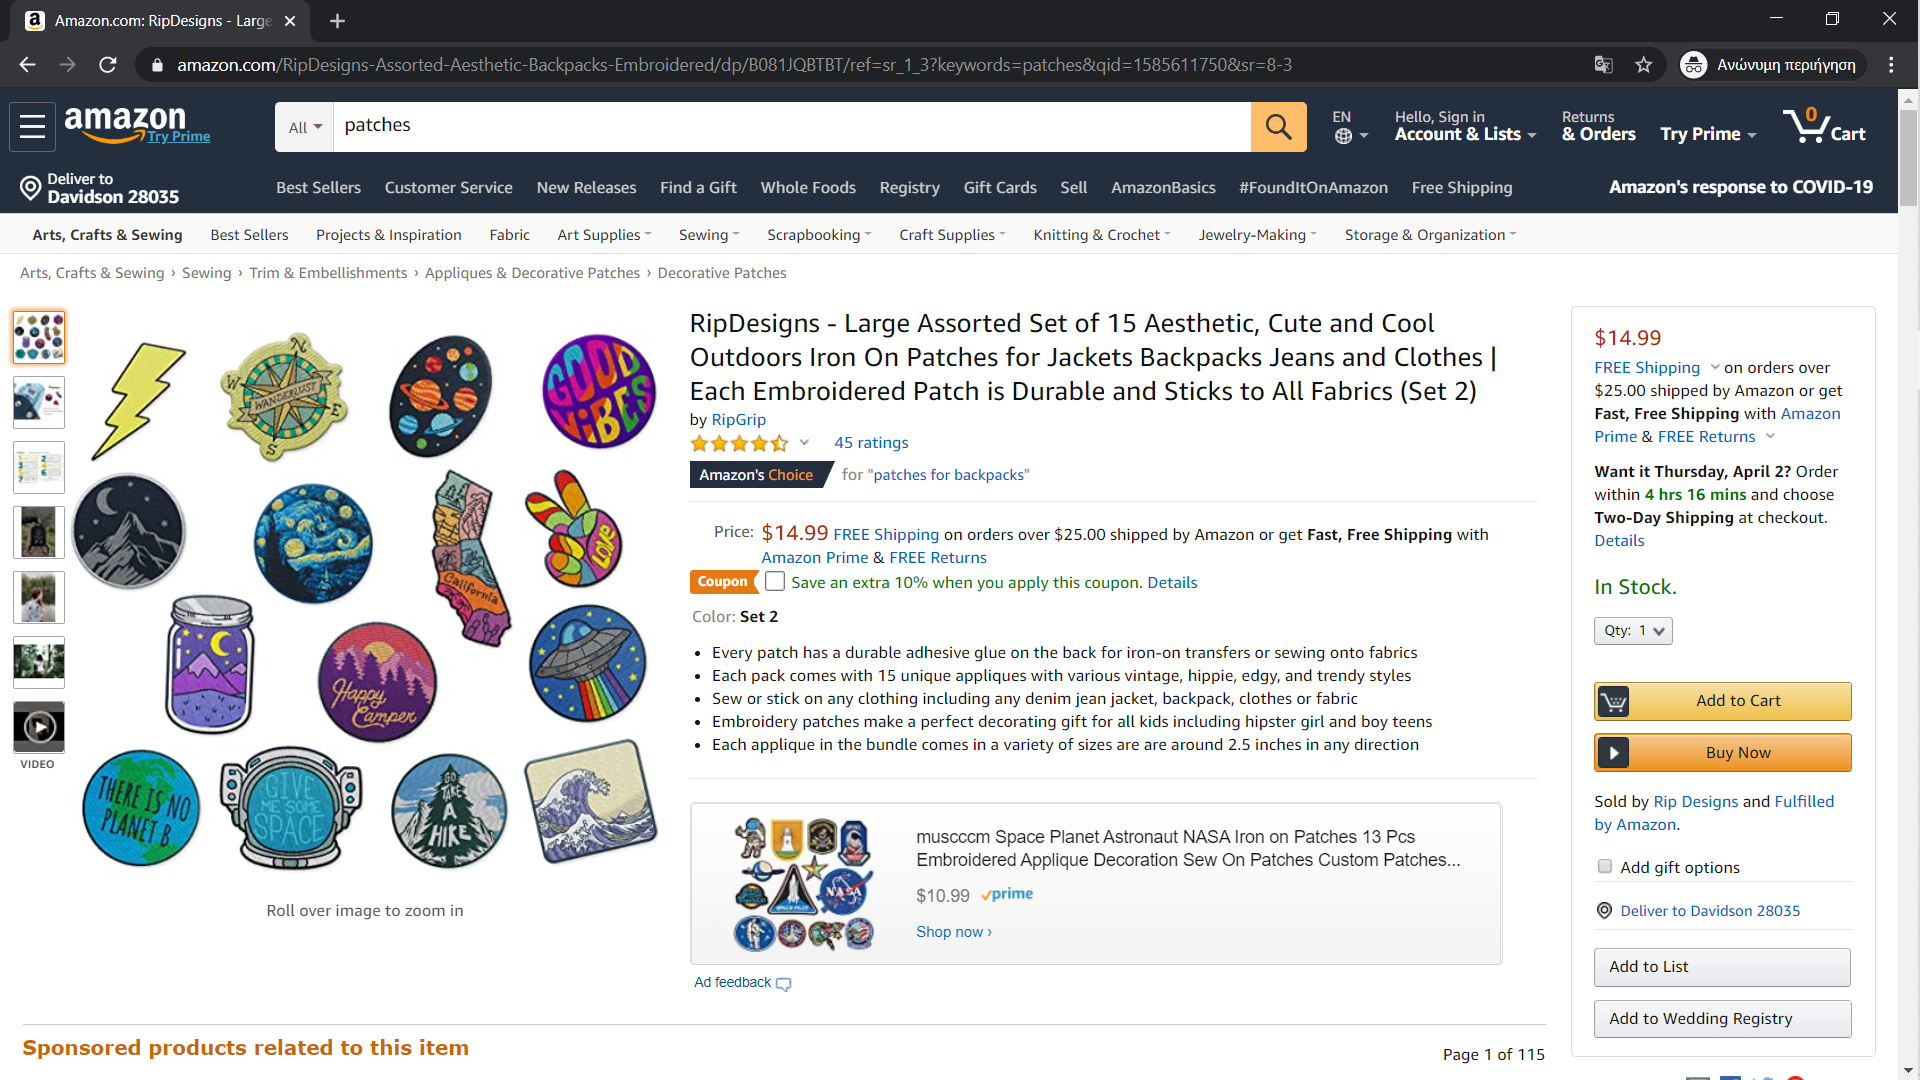 Amazon.com: RipDesigns - Large
amazon.com/RipDesigns-Assorted-Aesthetic-Backpacks-Embroidered/dp/B081JQBTBT/ref=sr_1_3?keywords=patches&qid=1585611750&sr=8-3
Ανώνυμη περιήγηση
amazon
Try Prime
All
patches
EN
Hello, Sign in
Account & Lists
Returns
& Orders
Try Prime
0
Cart
Deliver to
Davidson 28035
Best Sellers Customer Service New Releases Find a Gift Whole Foods Registry Gift Cards Sell AmazonBasics #FoundItOnAmazon Free Shipping
Amazon's response to COVID-19
Arts, Crafts & Sewing Best Sellers Projects & Inspiration Fabric Art Supplies Sewing Scrapbooking Craft Supplies Knitting & Crochet Jewelry-Making Storage & Organization
Arts, Crafts & Sewing › Sewing › Trim & Embellishments › Appliques & Decorative Patches › Decorative Patches
VIDEO
N
W
E
S
WANDERLUST
GOOD
VIBES
California
LOVE
Happy
Camper
THERE IS NO
PLANET B
GIVE
ME SOME
SPACE
GO
TAKE
A
HIKE
Roll over image to zoom in
RipDesigns - Large Assorted Set of 15 Aesthetic, Cute and Cool
Outdoors Iron On Patches for Jackets Backpacks Jeans and Clothes |
Each Embroidered Patch is Durable and Sticks to All Fabrics (Set 2)
by RipGrip
45 ratings
Amazon's Choice for "patches for backpacks"
Price: $14.99 FREE Shipping on orders over $25.00 shipped by Amazon or get Fast, Free Shipping with
Amazon Prime & FREE Returns
Coupon Save an extra 10% when you apply this coupon. Details
Color: Set 2
• Every patch has a durable adhesive glue on the back for iron-on transfers or sewing onto fabrics
• Each pack comes with 15 unique appliques with various vintage, hippie, edgy, and trendy styles
• Sew or stick on any clothing including any denim jean jacket, backpack, clothes or fabric
• Embroidery patches make a perfect decorating gift for all kids including hipster girl and boy teens
• Each applique in the bundle comes in a variety of sizes are are around 2.5 inches in any direction
NASA
muscccm Space Planet Astronaut NASA Iron on Patches 13 Pcs
Embroidered Applique Decoration Sew On Patches Custom Patches...
$10.99 prime
Shop now ›
Ad feedback
$14.99
FREE Shipping on orders over
$25.00 shipped by Amazon or get
Fast, Free Shipping with Amazon
Prime & FREE Returns
Want it Thursday, April 2? Order
within 4 hrs 16 mins and choose
Two-Day Shipping at checkout.
Details
In Stock.
Qty: 1
Add to Cart
Buy Now
Sold by Rip Designs and Fulfilled
by Amazon.
Add gift options
Deliver to Davidson 28035
Add to List
Add to Wedding Registry
Sponsored products related to this item
Page 1 of 115